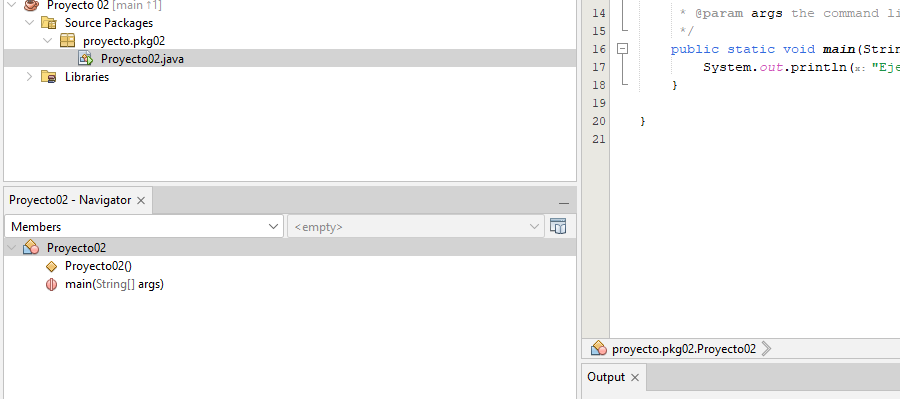 Proyecto 02 [main ↑1]
Source Packages
proyecto.pkg02
Proyecto02.java
Libraries
Proyecto02 - Navigator ×
Members
<empty>
Proyecto02
Proyecto02()
main(String[] args)
14 * @param args the command li
15 */
16 public static void main(Strin
17 System.out.println(x: "Eje
18 }
19
20 }
21
proyecto.pkg02.Proyecto02
Output ×